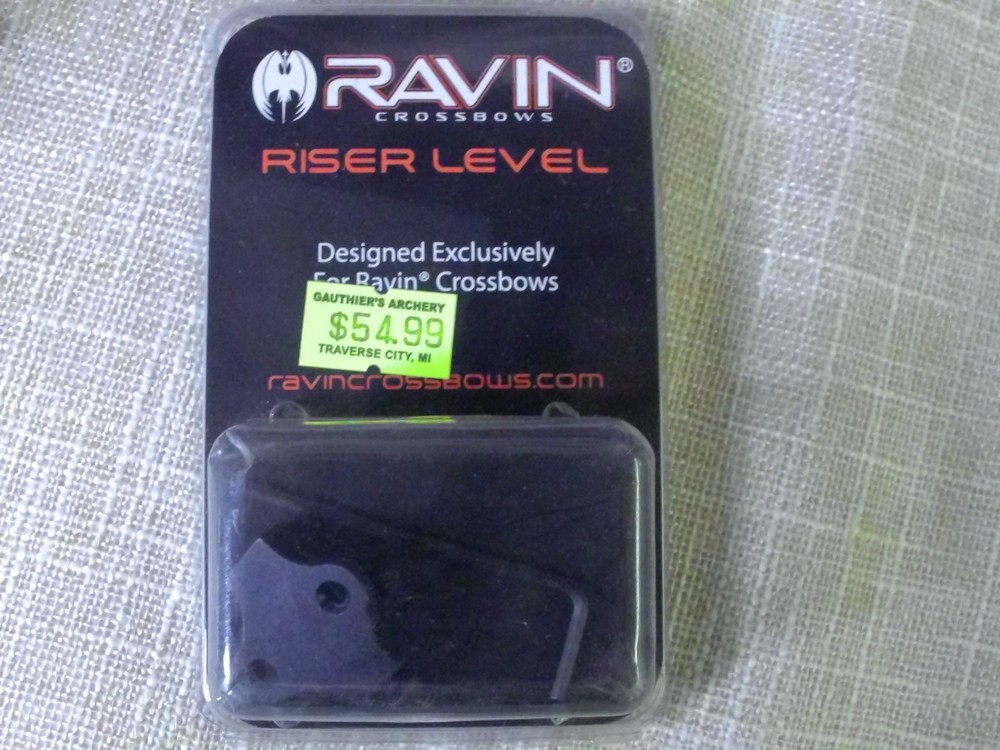 RAVIN®
CROSSBOWS
RISER LEVEL
Designed Exclusively
For Ravin® Crossbows
GAUTHIER'S ARCHERY
$54.99
TRAVERSE CITY, MI
ravincrossbows.com